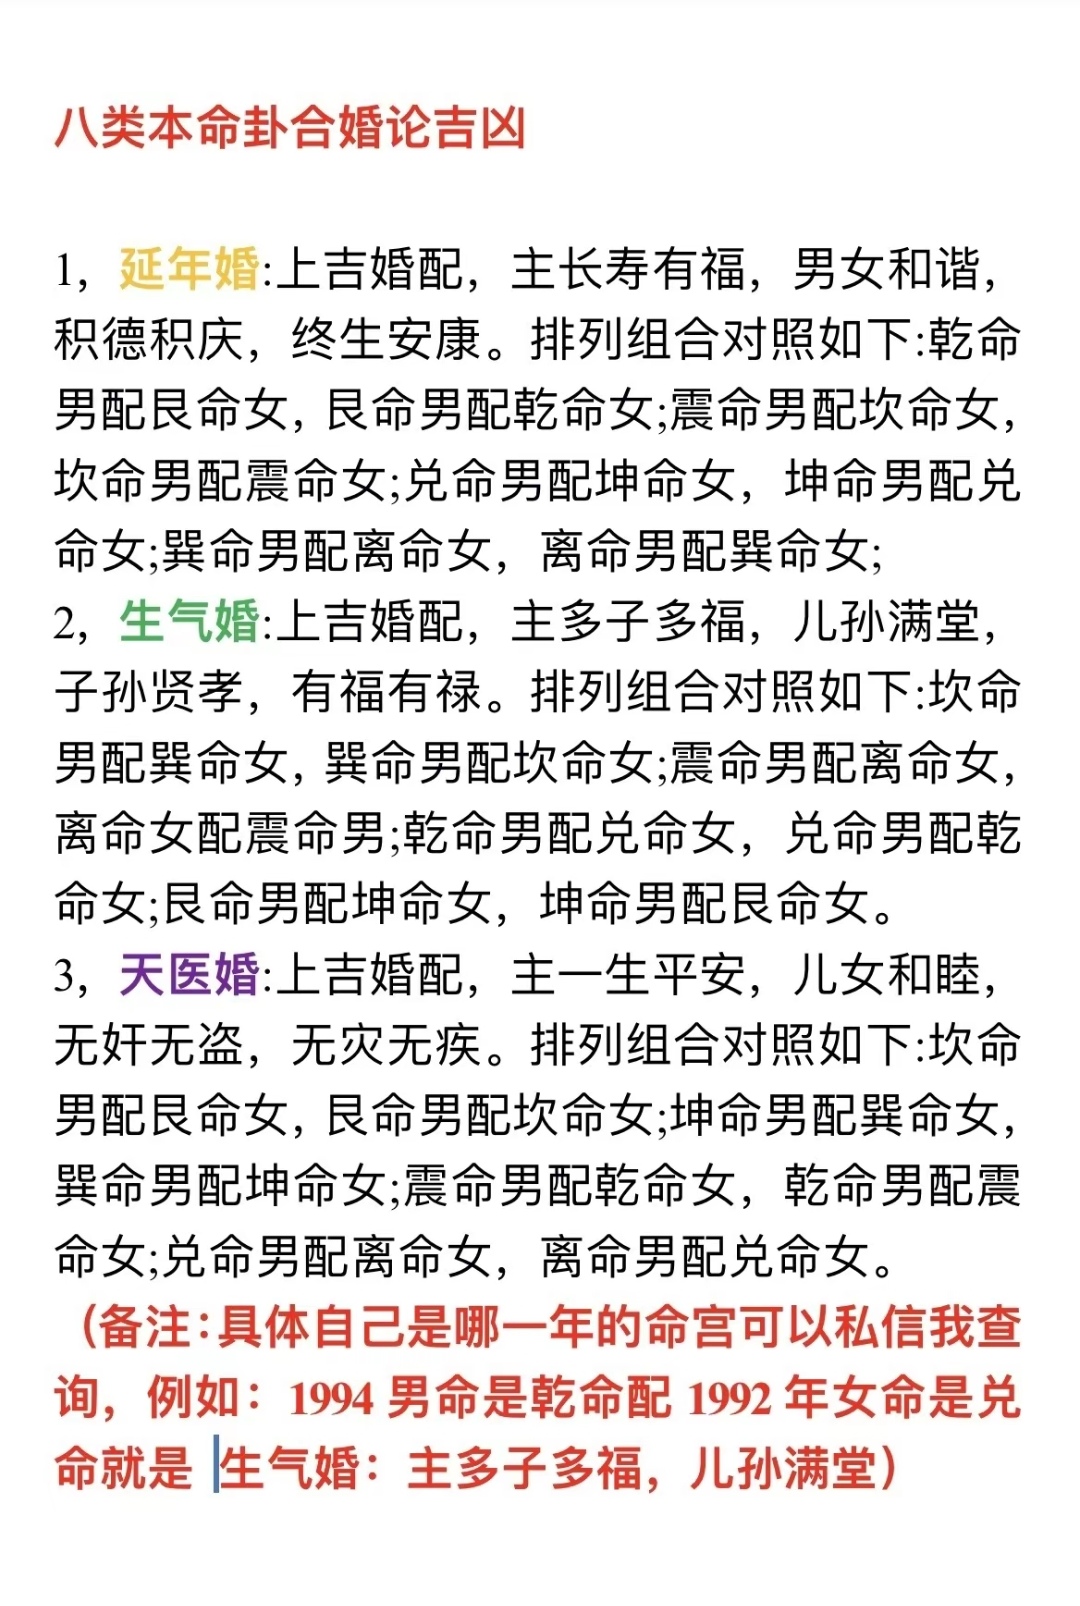 八类本命卦合婚论吉凶
1，延年婚:上吉婚配，主长寿有福，男女和谐，
积德积庆，终生安康。排列组合对照如下:乾命
男配艮命女，艮命男配乾命女;震命男配坎命女，
坎命男配震命女;兑命男配坤命女，坤命男配兑
命女;巽命男配离命女，离命男配巽命女;
2，生气婚:上吉婚配，主多子多福，儿孙满堂，
子孙贤孝，有福有禄。排列组合对照如下:坎命
男配巽命女，巽命男配坎命女;震命男配离命女，
离命女配震命男;乾命男配兑命女，兑命男配乾
命女;艮命男配坤命女，坤命男配艮命女。
3，天医婚:上吉婚配，主一生平安，儿女和睦，
无奸无盗，无灾无疾。排列组合对照如下:坎命
男配艮命女，艮命男配坎命女;坤命男配巽命女，
巽命男配坤命女;震命男配乾命女，乾命男配震
命女;兑命男配离命女，离命男配兑命女。
（备注:具体自己是哪一年的命宫可以私信我查
询，例如：1994 男命是乾命配 1992 年女命是兑
命就是 生气婚：主多子多福，儿孙满堂）